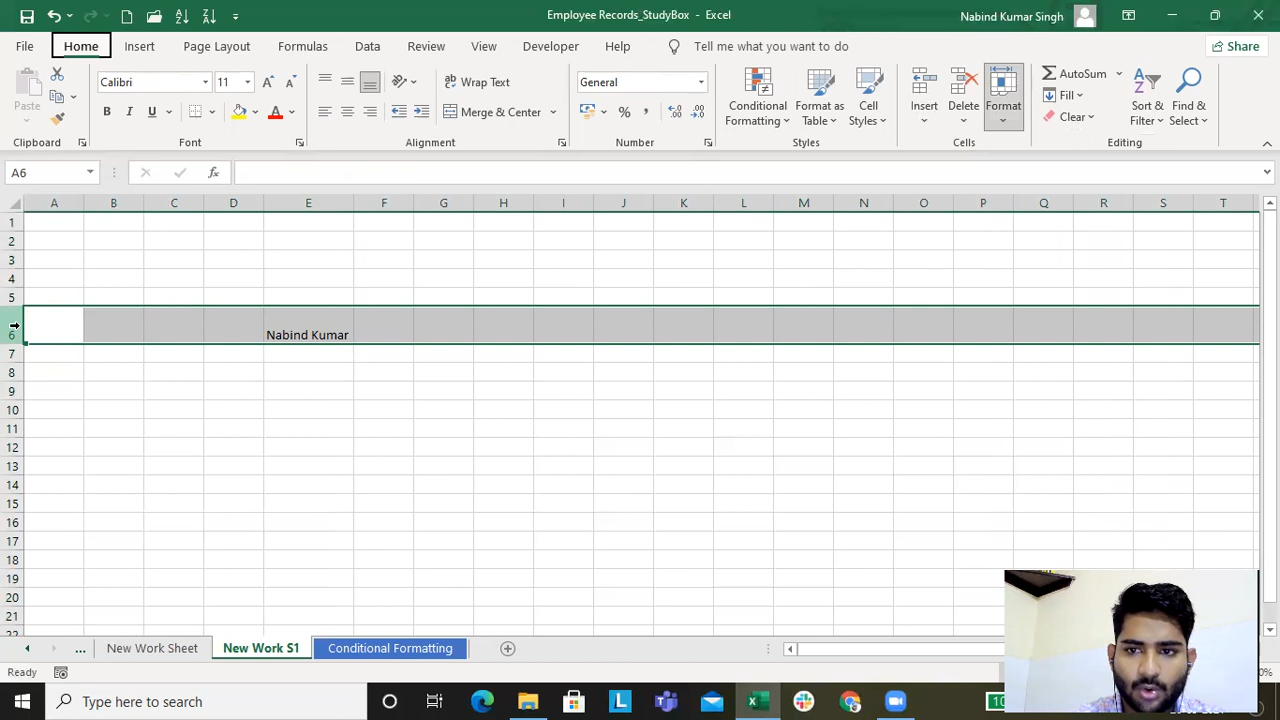 Employee Records_StudyBox - Excel
Nabind Kumar Singh
File Home Insert Page Layout Formulas Data Review View Developer Help Tell me what you want to do
Share
Paste
Clipboard
Calibri 11
B I U
Font
Wrap Text
Merge & Center
Alignment
General
%
Number
Conditional Formatting
Format as Table
Cell Styles
Styles
Insert
Delete
Format
Cells
AutoSum
Fill
Clear
Sort & Filter
Find & Select
Editing
A6
fx
A B C D E F G H I J K L M N O P Q R S T
1
2
3
4
5
6 Nabind Kumar
7
8
9
10
11
12
13
14
15
16
17
18
19
20
21
... New Work Sheet New Work S1 Conditional Formatting
Ready
Type here to search